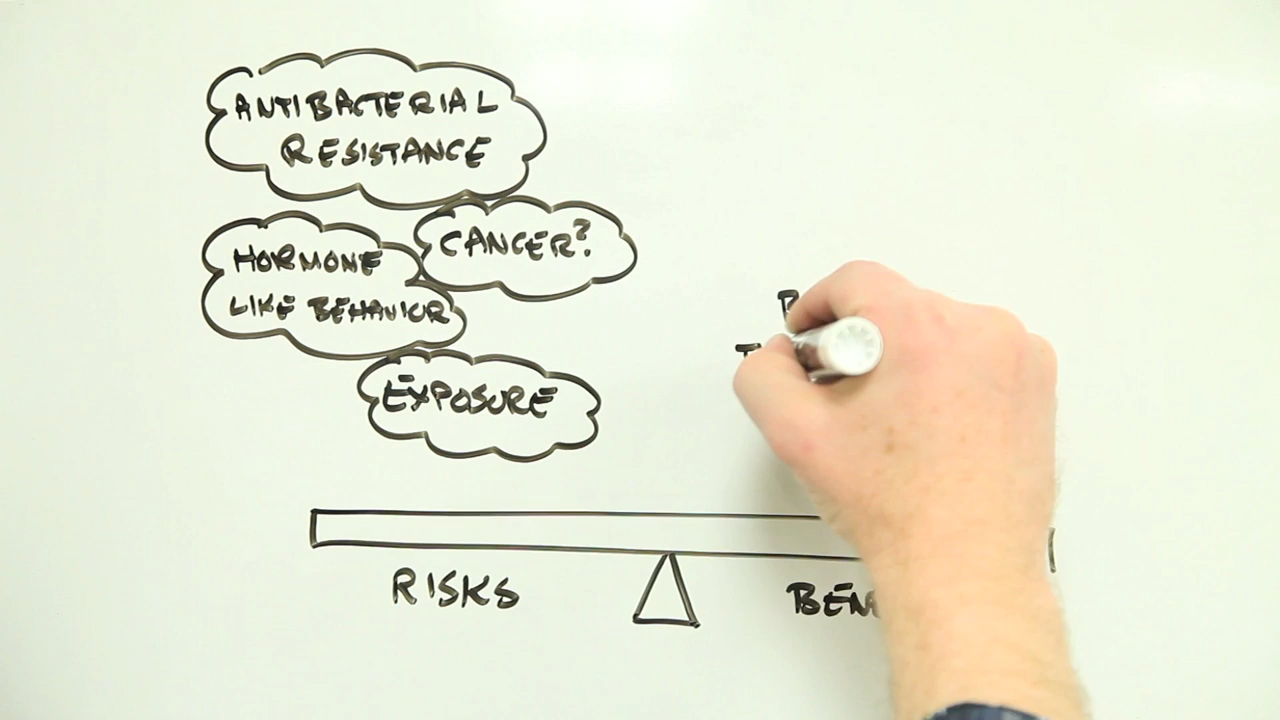 ANTIBACTERIAL
RESISTANCE
CANCER?
HORMONE
LIKE BEHAVIOR
EXPOSURE
RISKS